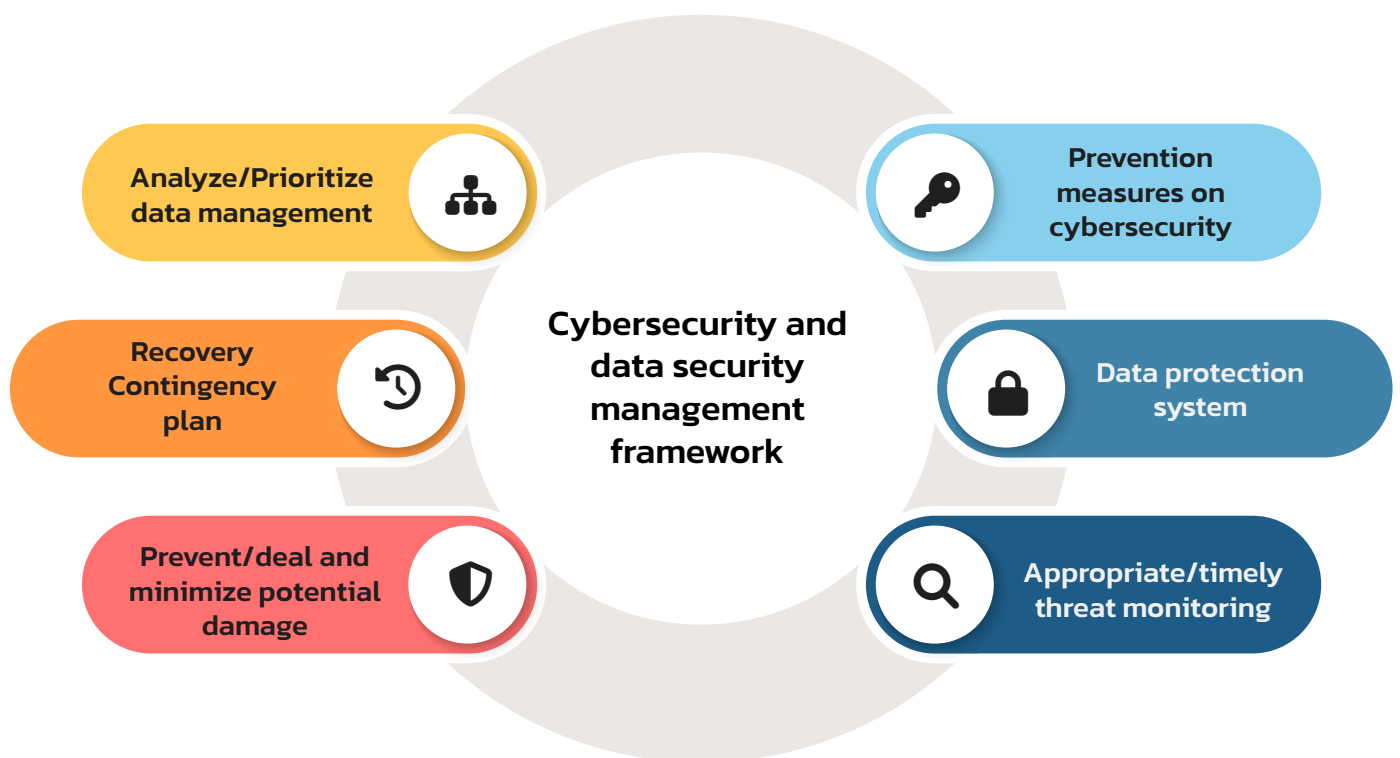 Analyze/Prioritize
data management
Prevention
measures on
cybersecurity
Recovery
Contingency
plan
Cybersecurity and
data security
management
framework
Data protection
system
Prevent/deal and
minimize potential
damage
Appropriate/timely
threat monitoring